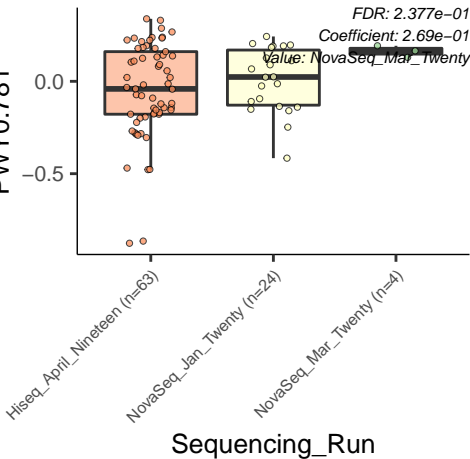 FDR: 2.377e-01
Coefficient: 2.69e-01
Value: NovaSeq_Mar_Twenty
0.0
−0.5
Hiseq_April_Nineteen (n=63)
NovaSeq_Jan_Twenty (n=24)
NovaSeq_Mar_Twenty (n=4)
Sequencing_Run